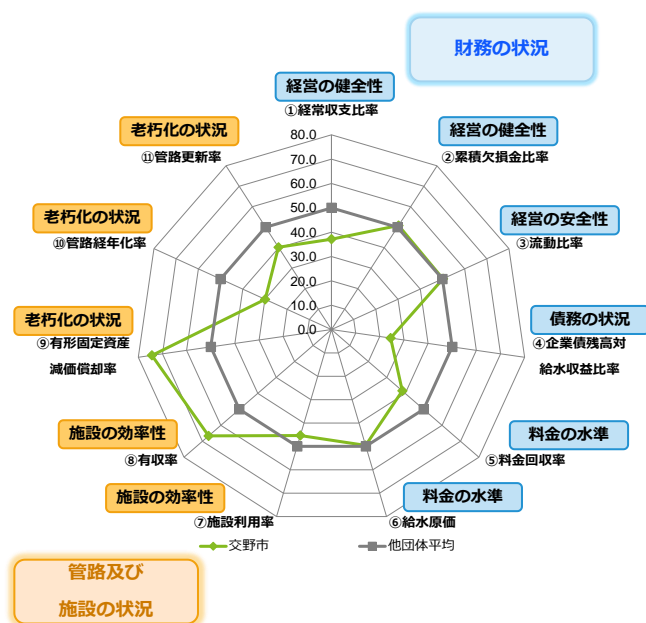 財務の状況
経営の健全性
①経常収支比率
経営の健全性
②累積欠損金比率
経営の安全性
③流動比率
債務の状況
④企業債残高対
給水収益比率
料金の水準
⑤料金回収率
料金の水準
⑥給水原価
施設の効率性
⑦施設利用率
施設の効率性
⑧有収率
老朽化の状況
⑨有形固定資産
減価償却率
老朽化の状況
⑩管路経年化率
老朽化の状況
⑪管路更新率
80.0
70.0
60.0
50.0
40.0
30.0
20.0
10.0
0.0
交野市
他団体平均
管路及び
施設の状況